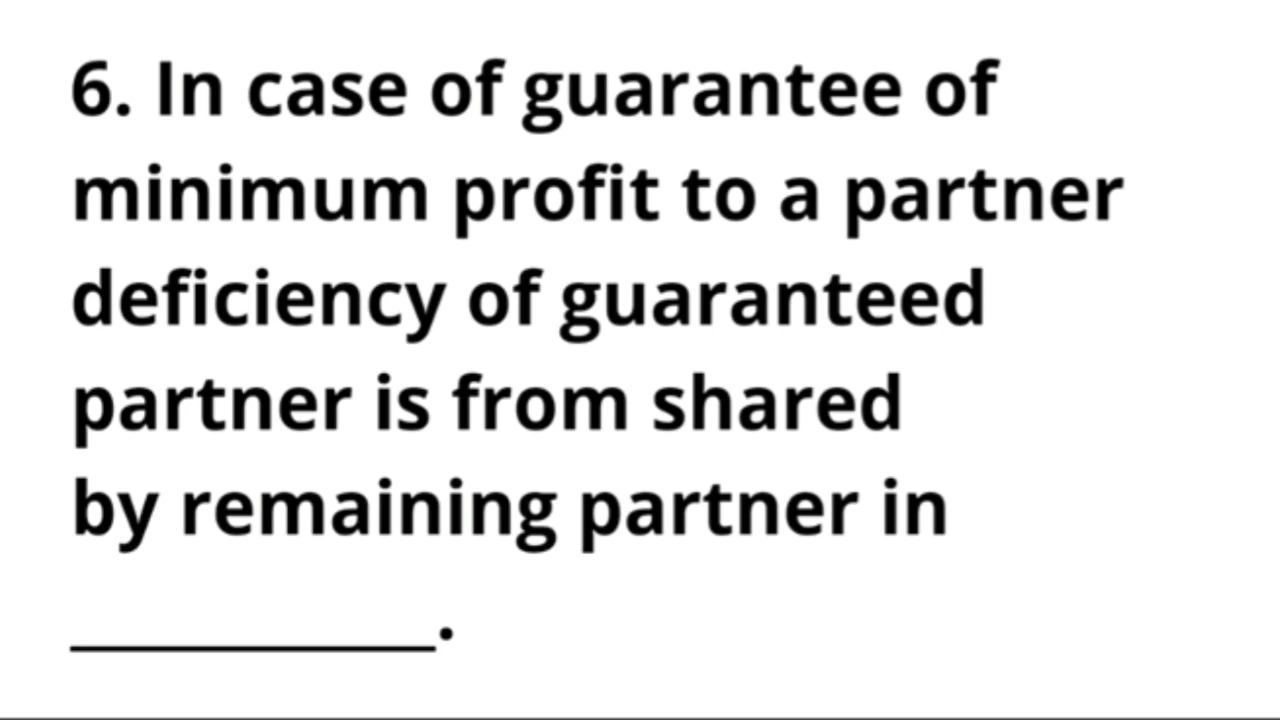 6. In case of guarantee of
minimum profit to a partner
deficiency of guaranteed
partner is from shared
by remaining partner in
____________.